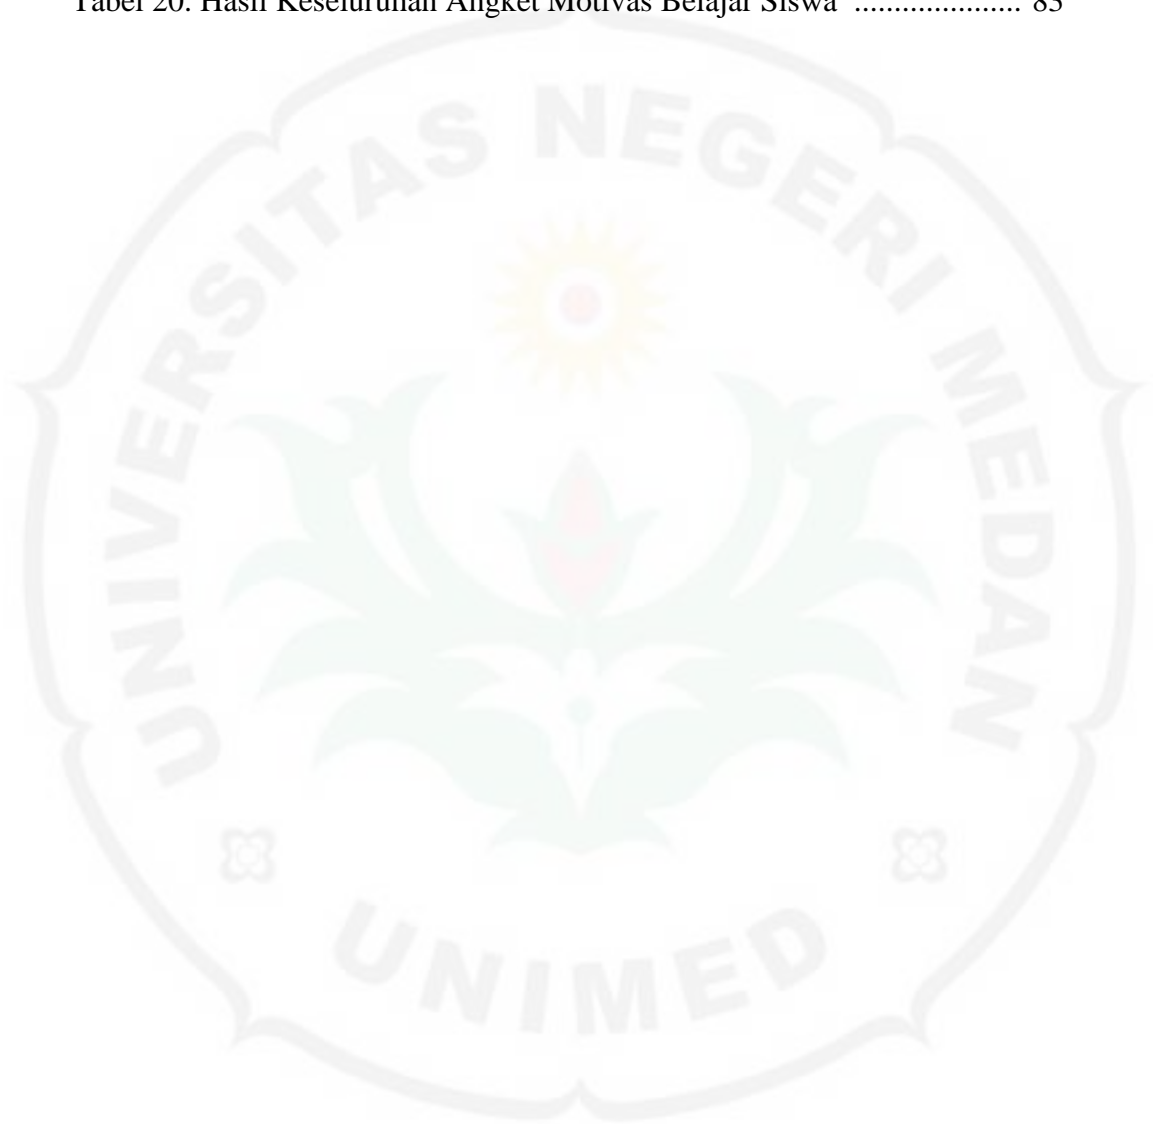 Tabel 20. Hasil Keseluruhan Angket Motivas Belajar Siswa .................... 83
UNIVERSITAS NEGERI MEDAN
UNIMED